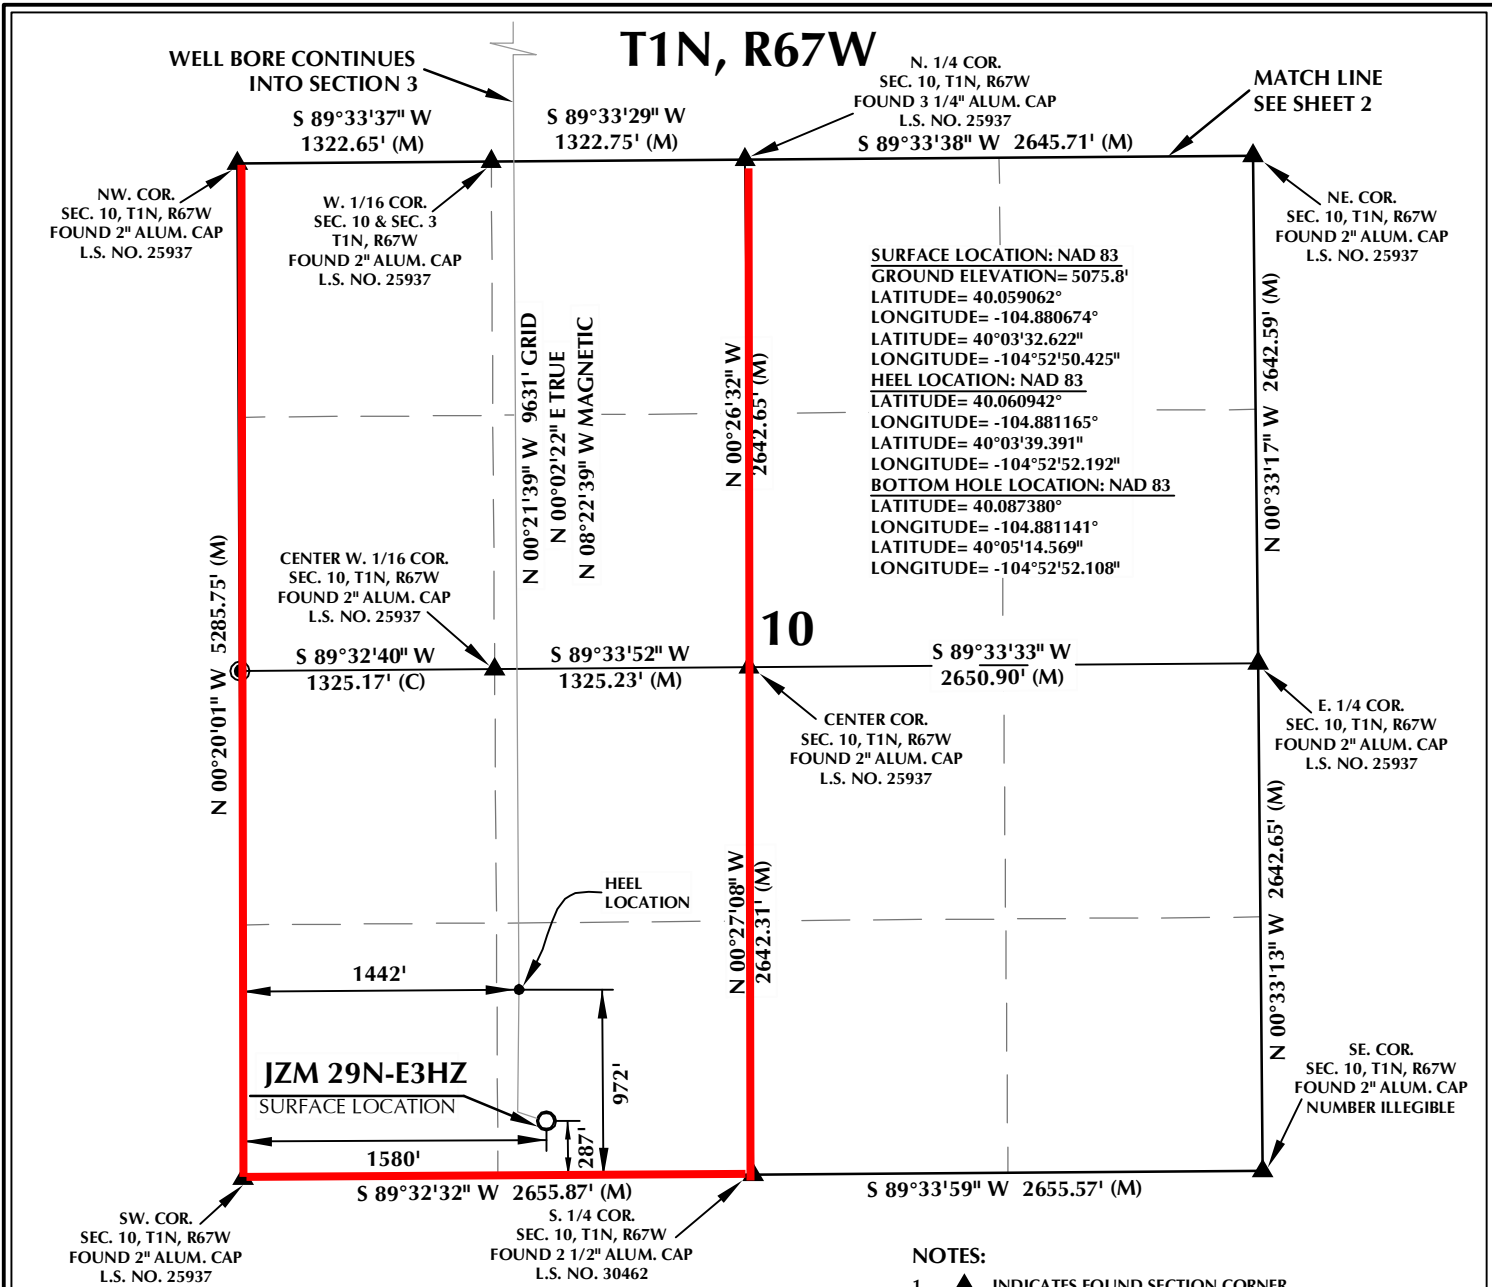 T1N, R67W
WELL BORE CONTINUES
INTO SECTION 3
S 89°33'37" W
1322.65' (M)
S 89°33'29" W
1322.75' (M)
N. 1/4 COR.
SEC. 10, T1N, R67W
FOUND 3 1/4" ALUM. CAP
L.S. NO. 25937
S 89°33'38" W 2645.71' (M)
MATCH LINE
SEE SHEET 2
NW. COR.
SEC. 10, T1N, R67W
FOUND 2" ALUM. CAP
L.S. NO. 25937
W. 1/16 COR.
SEC. 10 & SEC. 3
T1N, R67W
FOUND 2" ALUM. CAP
L.S. NO. 25937
NE. COR.
SEC. 10, T1N, R67W
FOUND 2" ALUM. CAP
L.S. NO. 25937
SURFACE LOCATION: NAD 83
GROUND ELEVATION= 5075.8'
LATITUDE= 40.059062°
LONGITUDE= -104.880674°
LATITUDE= 40°03'32.622"
LONGITUDE= -104°52'50.425"
HEEL LOCATION: NAD 83
LATITUDE= 40.060942°
LONGITUDE= -104.881165°
LATITUDE= 40°03'39.391"
LONGITUDE= -104°52'52.192"
BOTTOM HOLE LOCATION: NAD 83
LATITUDE= 40.087380°
LONGITUDE= -104.881141°
LATITUDE= 40°05'14.569"
LONGITUDE= -104°52'52.108"
N 00°21'39" W 9631' GRID
N 00°02'22" E TRUE
N 08°22'39" W MAGNETIC
N 00°26'32" W
2642.65' (M)
N 00°33'17" W 2642.59' (M)
N 00°20'01" W 5285.75' (M)
CENTER W. 1/16 COR.
SEC. 10, T1N, R67W
FOUND 2" ALUM. CAP
L.S. NO. 25937
10
S 89°32'40" W
1325.17' (C)
S 89°33'52" W
1325.23' (M)
S 89°33'33" W
2650.90' (M)
CENTER COR.
SEC. 10, T1N, R67W
FOUND 2" ALUM. CAP
L.S. NO. 25937
E. 1/4 COR.
SEC. 10, T1N, R67W
FOUND 2" ALUM. CAP
L.S. NO. 25937
N 00°27'08" W
2642.31' (M)
N 00°33'13" W 2642.65' (M)
HEEL
LOCATION
1442'
972'
JZM 29N-E3HZ
SURFACE LOCATION
287'
1580'
S 89°32'32" W 2655.87' (M)
S 89°33'59" W 2655.57' (M)
SE. COR.
SEC. 10, T1N, R67W
FOUND 2" ALUM. CAP
NUMBER ILLEGIBLE
SW. COR.
SEC. 10, T1N, R67W
FOUND 2" ALUM. CAP
L.S. NO. 25937
S. 1/4 COR.
SEC. 10, T1N, R67W
FOUND 2 1/2" ALUM. CAP
L.S. NO. 30462
NOTES:
1. INDICATES FOUND SECTION CORNER